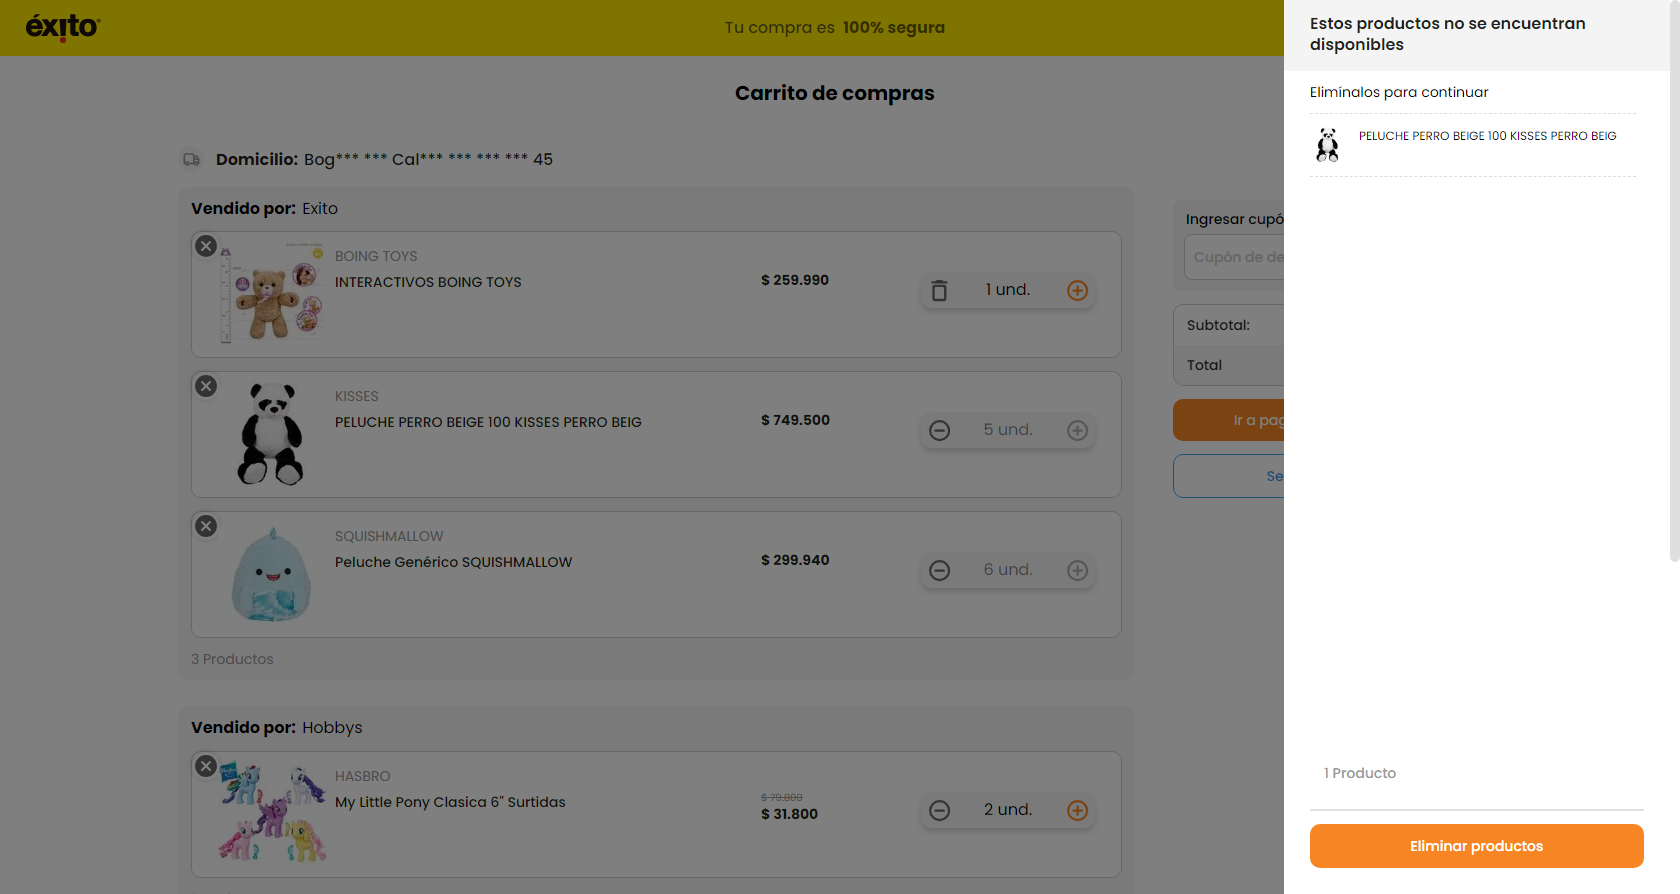 éxito
Tu compra es 100% segura
Carrito de compras
Domicilio: Bog*** *** Cal*** *** *** *** 45
Vendido por: Exito
BOING TOYS
INTERACTIVOS BOING TOYS
$ 259.990
1 und.
KISSES
PELUCHE PERRO BEIGE 100 KISSES PERRO BEIG
$ 749.500
5 und.
SQUISHMALLOW
Peluche Genérico SQUISHMALLOW
$ 299.940
6 und.
3 Productos
Vendido por: Hobbys
HASBRO
My Little Pony Clasica 6" Surtidas
$ 79.800
$ 31.800
2 und.
Ingresar cupó
Cupón de de
Subtotal:
Total
Ir a pag
Se
Estos productos no se encuentran
disponibles
Elimínalos para continuar
PELUCHE PERRO BEIGE 100 KISSES PERRO BEIG
1 Producto
Eliminar productos